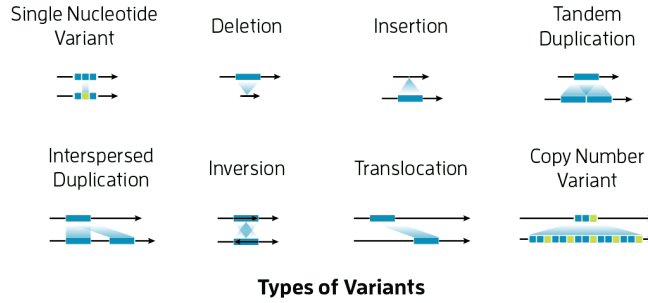 Single Nucleotide
Variant
Deletion
Insertion
Tandem
Duplication
Interspersed
Duplication
Inversion
Translocation
Copy Number
Variant
Types of Variants